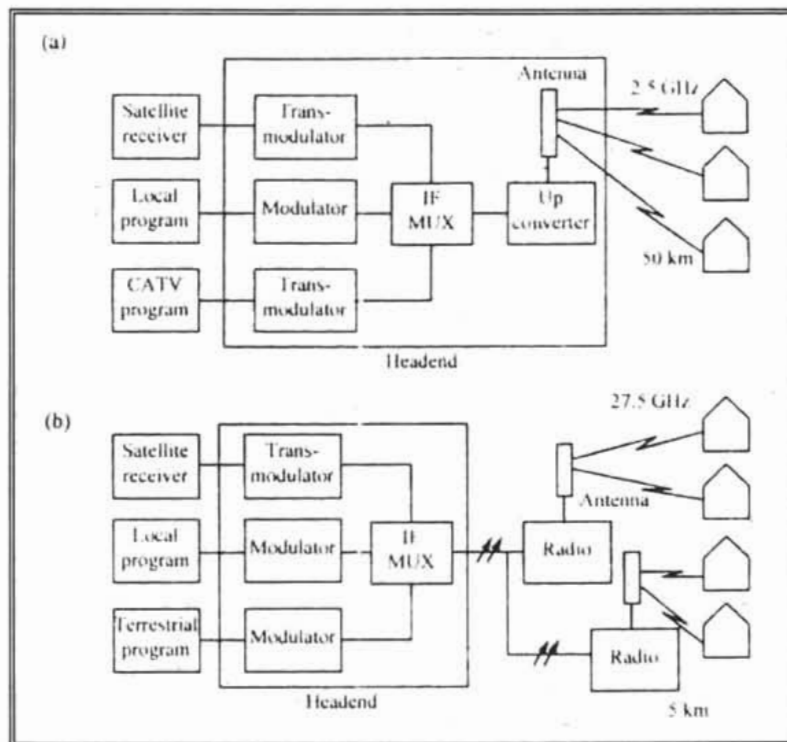 (a)
Antenna
2.5 GHz
Satellite
receiver
Trans-
modulator
Local
program
Modulator
IF
MUX
Up
converter
CATV
program
Trans-
modulator
50 km
Headend
(b)
27.5 GHz
Satellite
receiver
Trans-
modulator
Antenna
Local
program
Modulator
IF
MUX
Radio
Terrestrial
program
Modulator
Radio
Headend
5 km